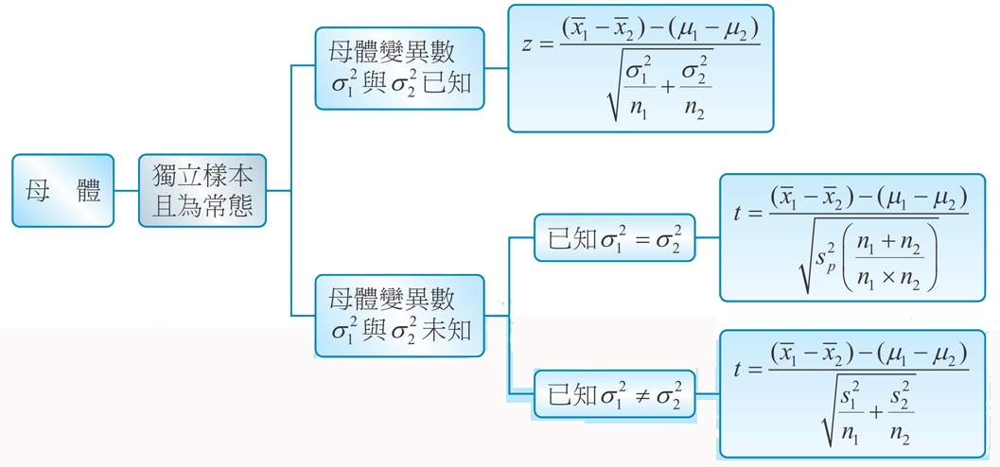 母 體
獨立樣本
且為常態
母體變異數
σ₁² 與 σ₂² 已知
z = ((x̄₁ − x̄₂) − (μ₁ − μ₂)) / √(σ₁²/n₁ + σ₂²/n₂)
母體變異數
σ₁² 與 σ₂² 未知
已知 σ₁² = σ₂²
t = ((x̄₁ − x̄₂) − (μ₁ − μ₂)) / √(sₚ² ((n₁ + n₂)/(n₁ × n₂)))
已知 σ₁² ≠ σ₂²
t = ((x̄₁ − x̄₂) − (μ₁ − μ₂)) / √(s₁²/n₁ + s₂²/n₂)